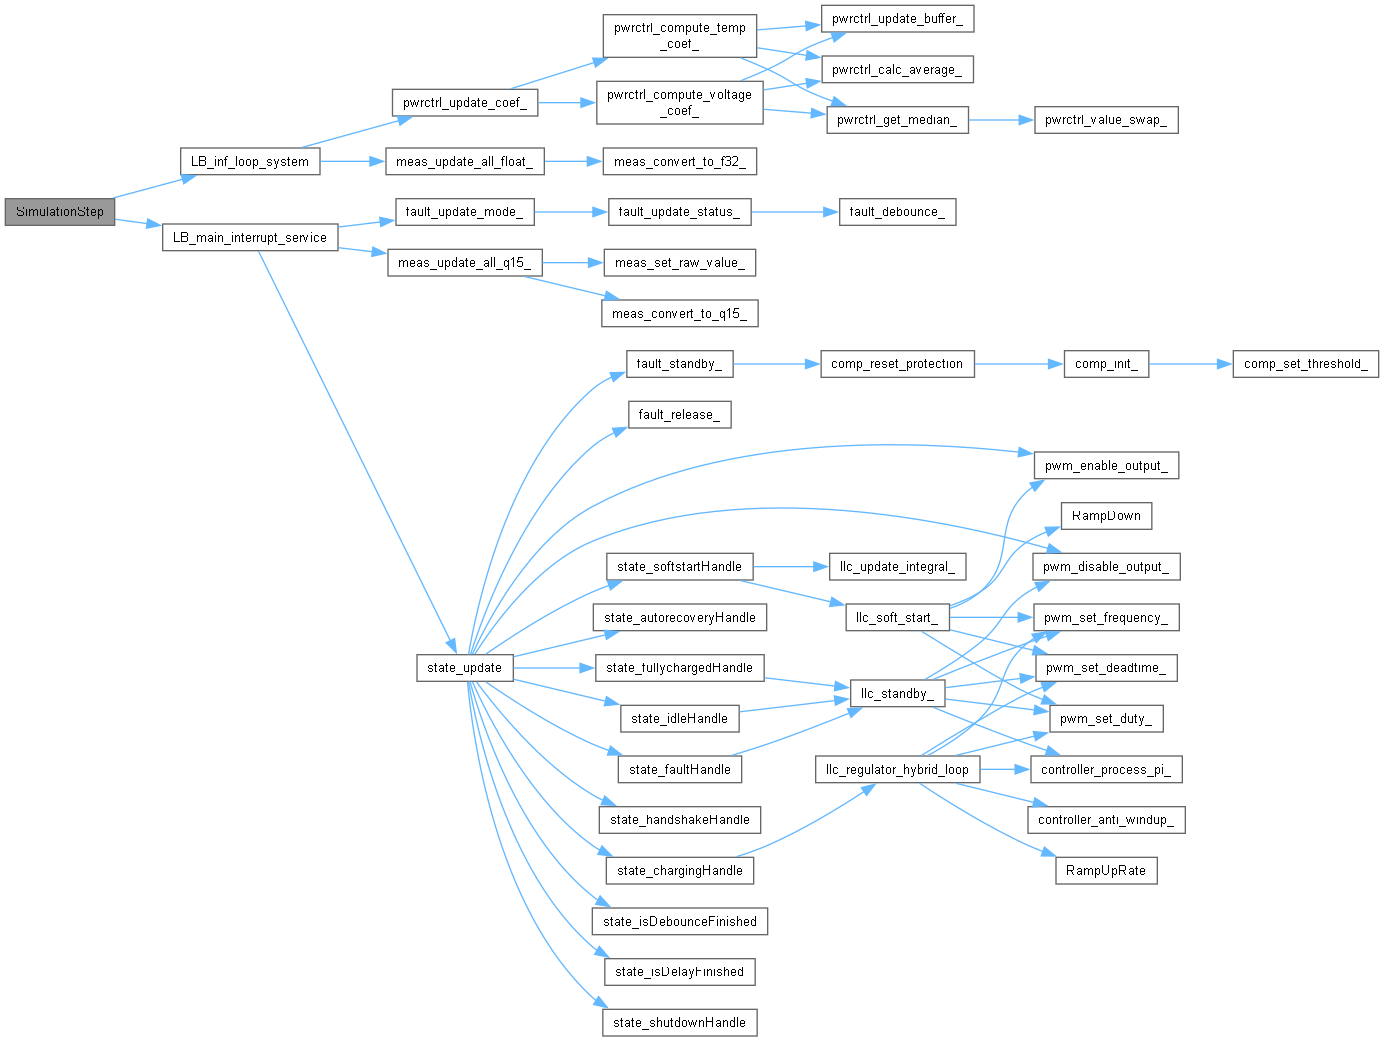 pwrctrl_update_buffer_
pwrctrl_compute_temp
_coef_
pwrctrl_calc_average_
pwrctrl_update_coef_
pwrctrl_compute_voltage
_coef_
pwrctrl_get_median_
pwrctrl_value_swap_
LB_inf_loop_system
meas_update_all_float_
meas_convert_to_f32_
SimulationStep
fault_update_mode_
fault_update_status_
fault_debounce_
LB_main_interrupt_service
meas_update_all_q15_
meas_set_raw_value_
meas_convert_to_q15_
fault_standby_
comp_reset_protection
comp_init_
comp_set_threshold_
fault_release_
pwm_enable_output_
RampDown
state_softstartHandle
llc_update_integral_
pwm_disable_output_
state_autorecoveryHandle
llc_soft_start_
pwm_set_frequency_
state_update
state_fullychargedHandle
pwm_set_deadtime_
llc_standby_
state_idleHandle
pwm_set_duty_
state_faultHandle
llc_regulator_hybrid_loop
controller_process_pi_
state_handshakeHandle
controller_anti_windup_
state_chargingHandle
RampUpRate
state_isDebounceFinished
state_isDelayFinished
state_shutdownHandle